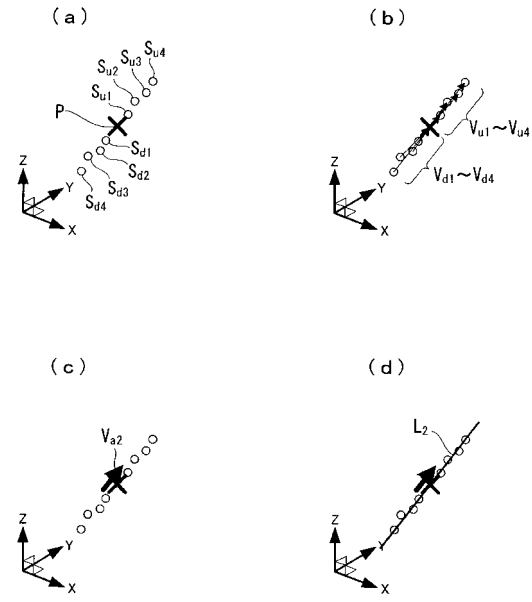 (a)
Su4
Su3
Su2
Su1
P
Sd1
Sd2
Sd3
Sd4
Z
Y
X
(b)
Vu1～Vu4
Vd1～Vd4
Z
Y
X
(c)
Va2
Z
Y
X
(d)
L2
Z
Y
X